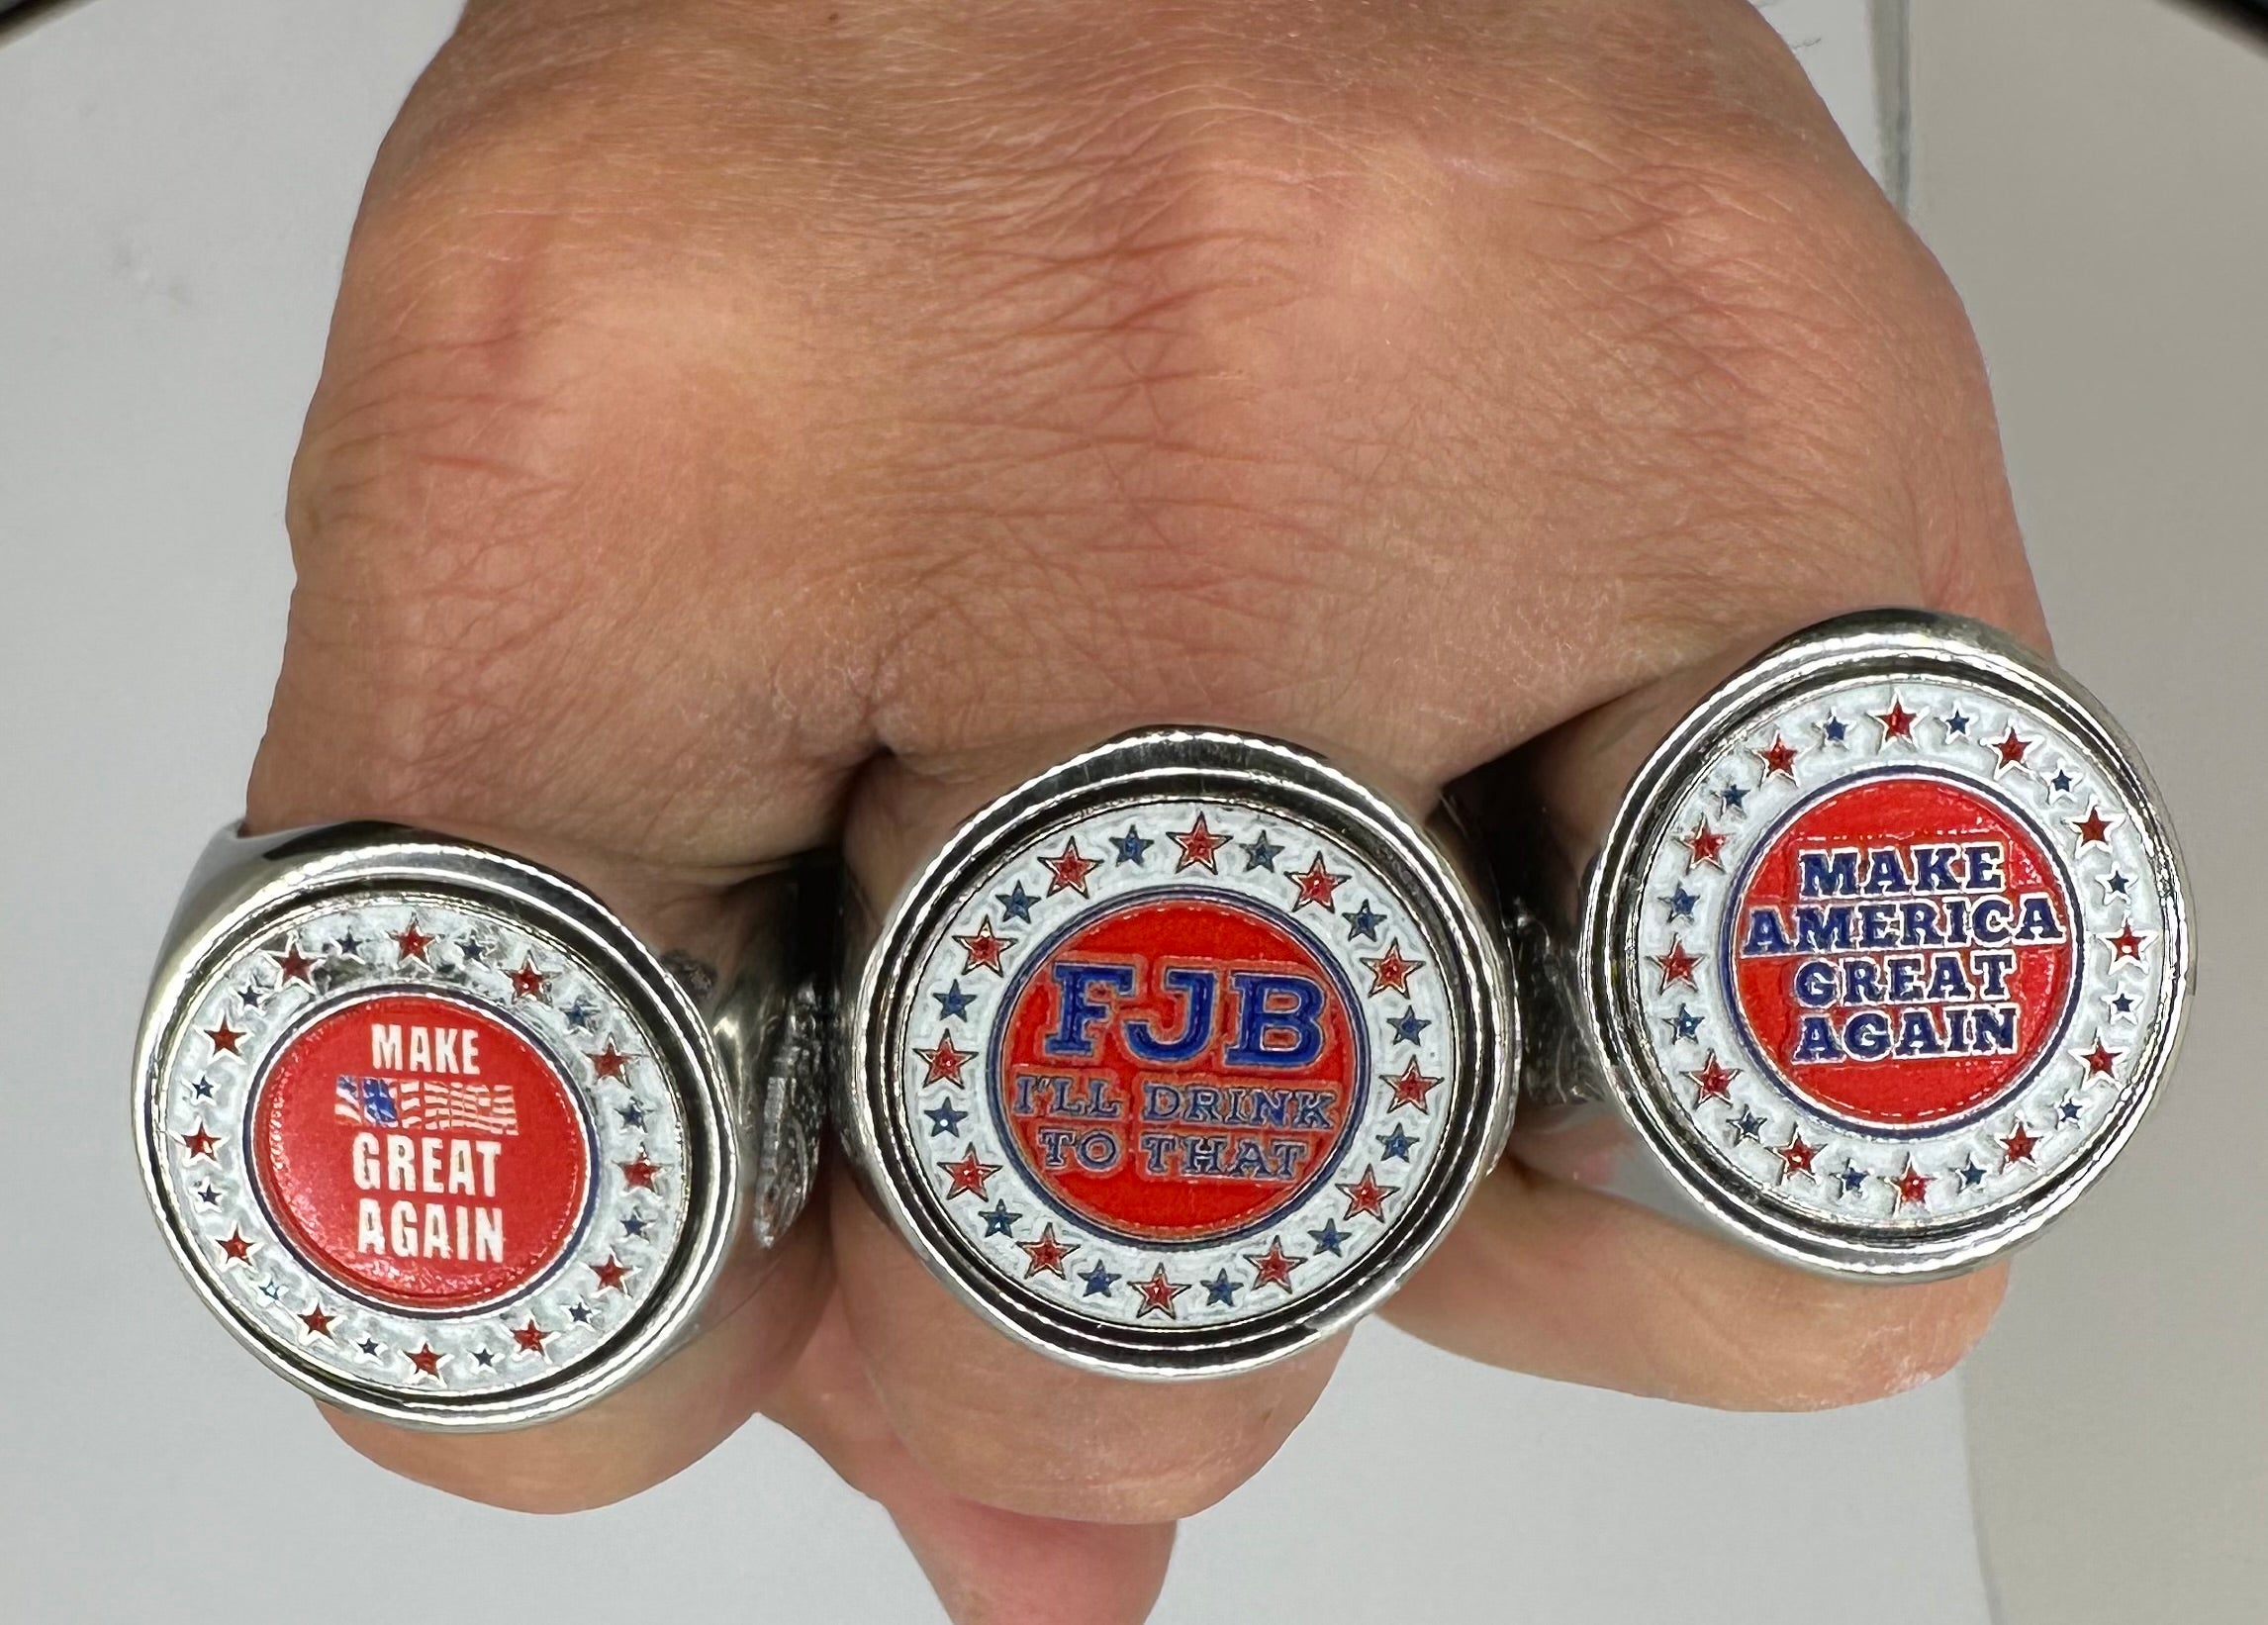 MAKE
GREAT
AGAIN
FJB
I'LL DRINK
TO THAT
MAKE
AMERICA
GREAT
AGAIN